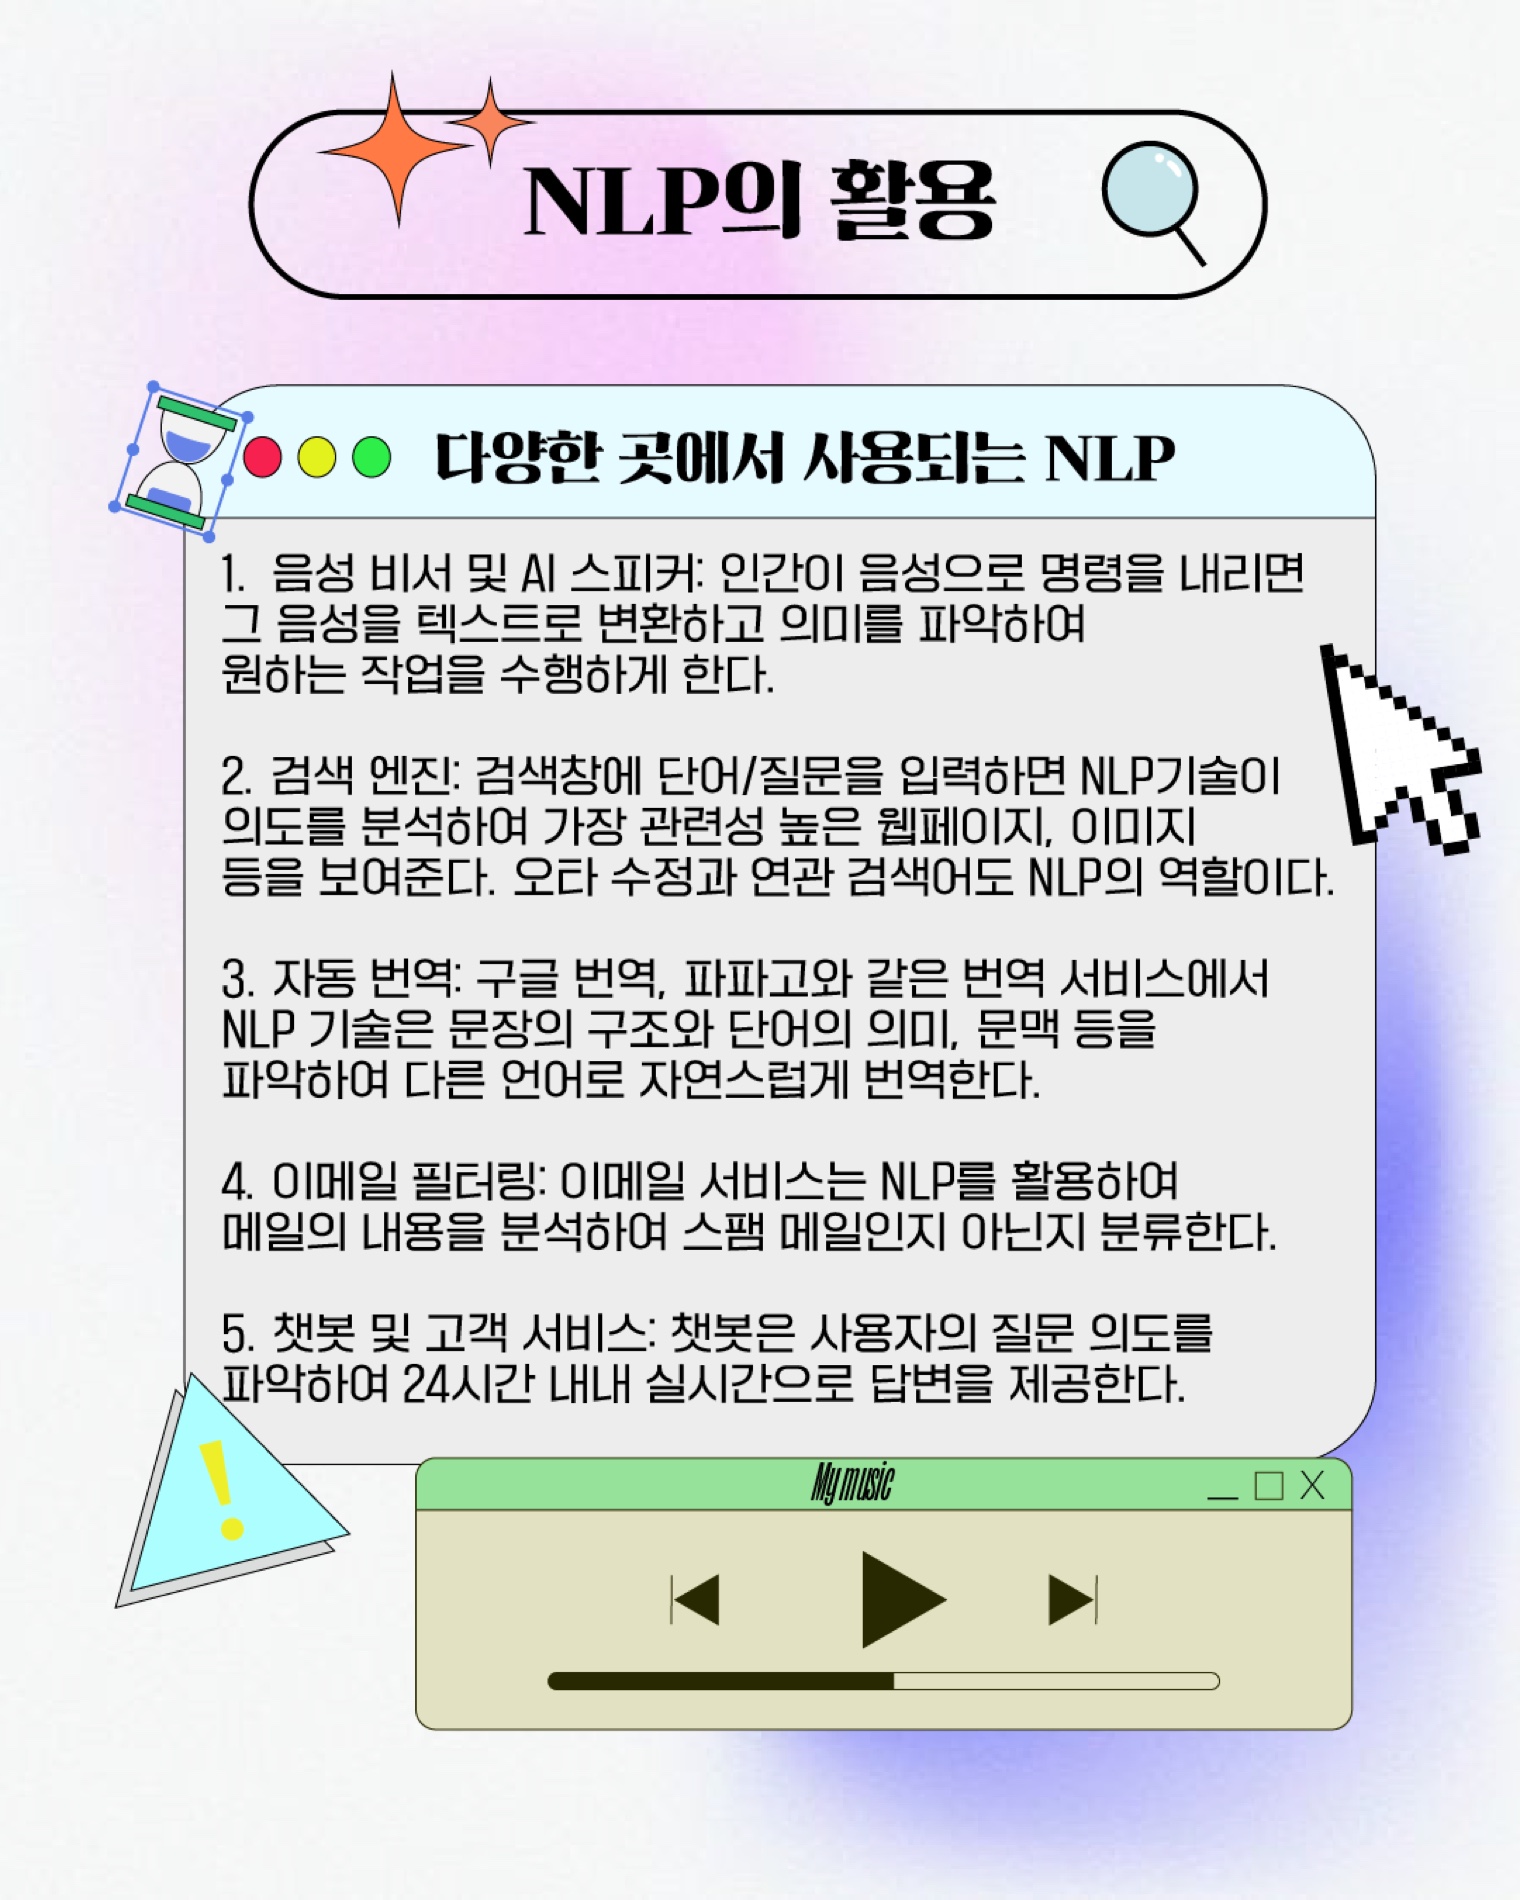 NLP의 활용
다양한 곳에서 사용되는 NLP
1. 음성 비서 및 AI 스피커: 인간이 음성으로 명령을 내리면
그 음성을 텍스트로 변환하고 의미를 파악하여
원하는 작업을 수행하게 한다.
2. 검색 엔진: 검색창에 단어/질문을 입력하면 NLP기술이
의도를 분석하여 가장 관련성 높은 웹페이지, 이미지
등을 보여준다. 오타 수정과 연관 검색어도 NLP의 역할이다.
3. 자동 번역: 구글 번역, 파파고와 같은 번역 서비스에서
NLP 기술은 문장의 구조와 단어의 의미, 문맥 등을
파악하여 다른 언어로 자연스럽게 번역한다.
4. 이메일 필터링: 이메일 서비스는 NLP를 활용하여
메일의 내용을 분석하여 스팸 메일인지 아닌지 분류한다.
5. 챗봇 및 고객 서비스: 챗봇은 사용자의 질문 의도를
파악하여 24시간 내내 실시간으로 답변을 제공한다.
!
My music